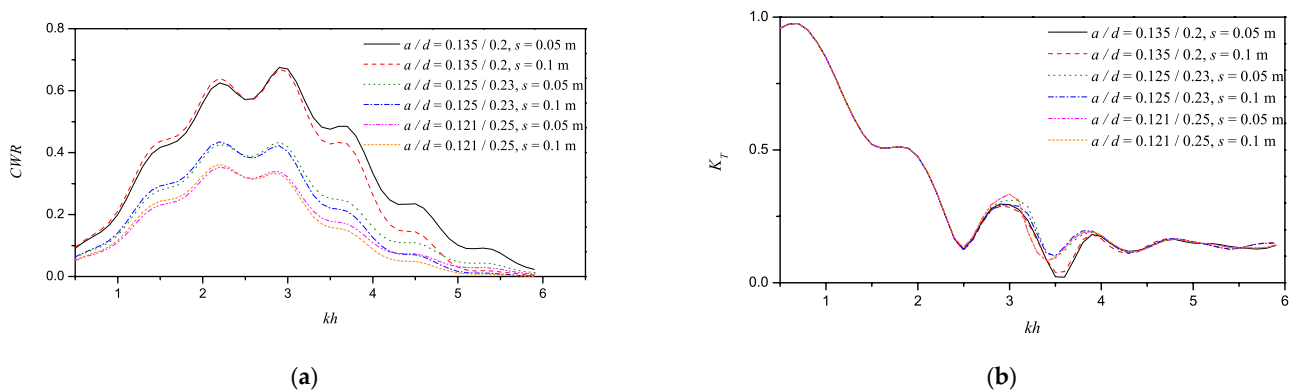 0.8
0.6
0.4
0.2
0.0
CWR
1 2 3 4 5 6
kh
a / d = 0.135 / 0.2, s = 0.05 m
a / d = 0.135 / 0.2, s = 0.1 m
a / d = 0.125 / 0.23, s = 0.05 m
a / d = 0.125 / 0.23, s = 0.1 m
a / d = 0.121 / 0.25, s = 0.05 m
a / d = 0.121 / 0.25, s = 0.1 m
(a)
1.0
0.5
0.0
K_T
1 2 3 4 5 6
kh
a / d = 0.135 / 0.2, s = 0.05 m
a / d = 0.135 / 0.2, s = 0.1 m
a / d = 0.125 / 0.23, s = 0.05 m
a / d = 0.125 / 0.23, s = 0.1 m
a / d = 0.121 / 0.25, s = 0.05 m
a / d = 0.121 / 0.25, s = 0.1 m
(b)